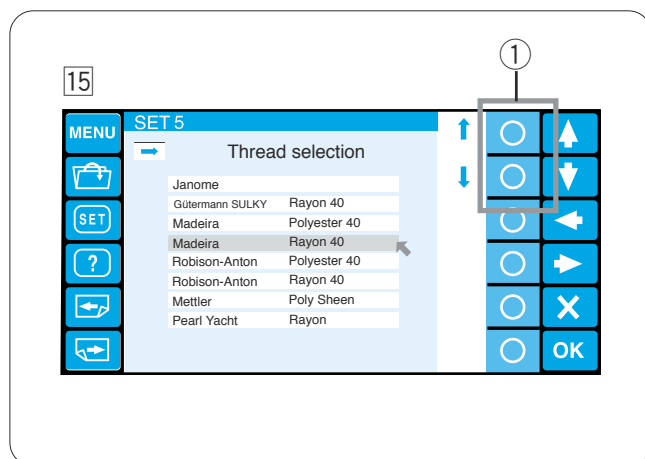 1
15
MENU
SET 5
Thread selection
Janome
Gütermann SULKY Rayon 40
SET
Madeira Polyester 40
Madeira Rayon 40
?
Robison-Anton Polyester 40
Robison-Anton Rayon 40
Mettler Poly Sheen
Pearl Yacht Rayon
X
OK